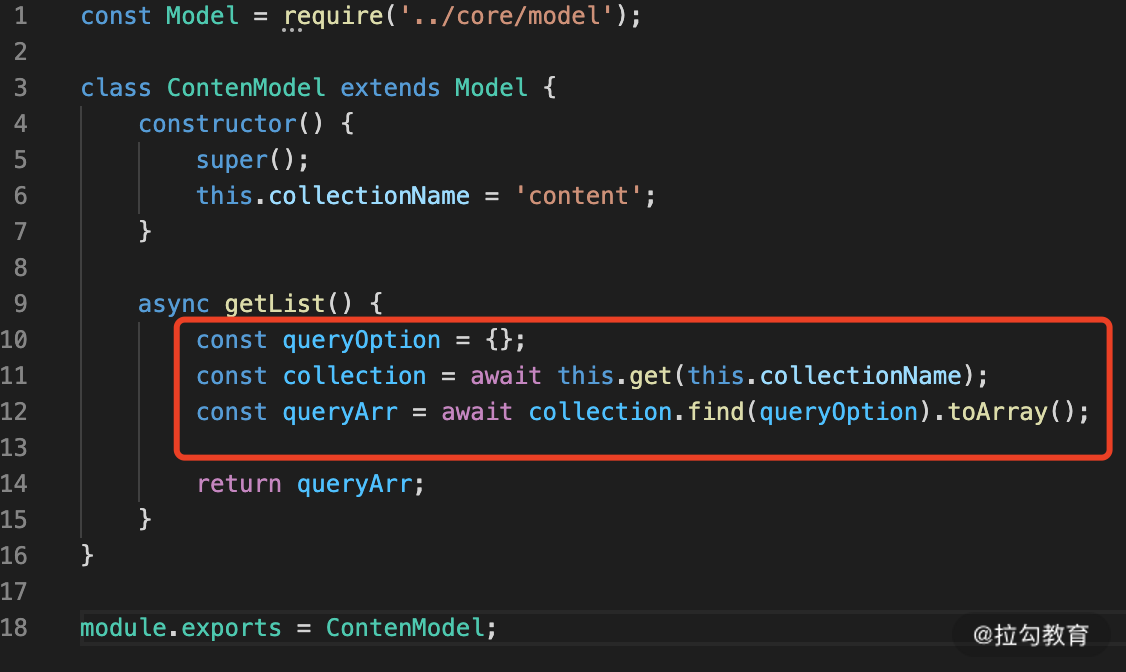 1 const Model = require('../core/model');
2
3 class ContenModel extends Model {
4     constructor() {
5         super();
6         this.collectionName = 'content';
7     }
8
9     async getList() {
10         const queryOption = {};
11         const collection = await this.get(this.collectionName);
12         const queryArr = await collection.find(queryOption).toArray();
13
14         return queryArr;
15     }
16 }
17
18 module.exports = ContenModel;
@拉勾教育